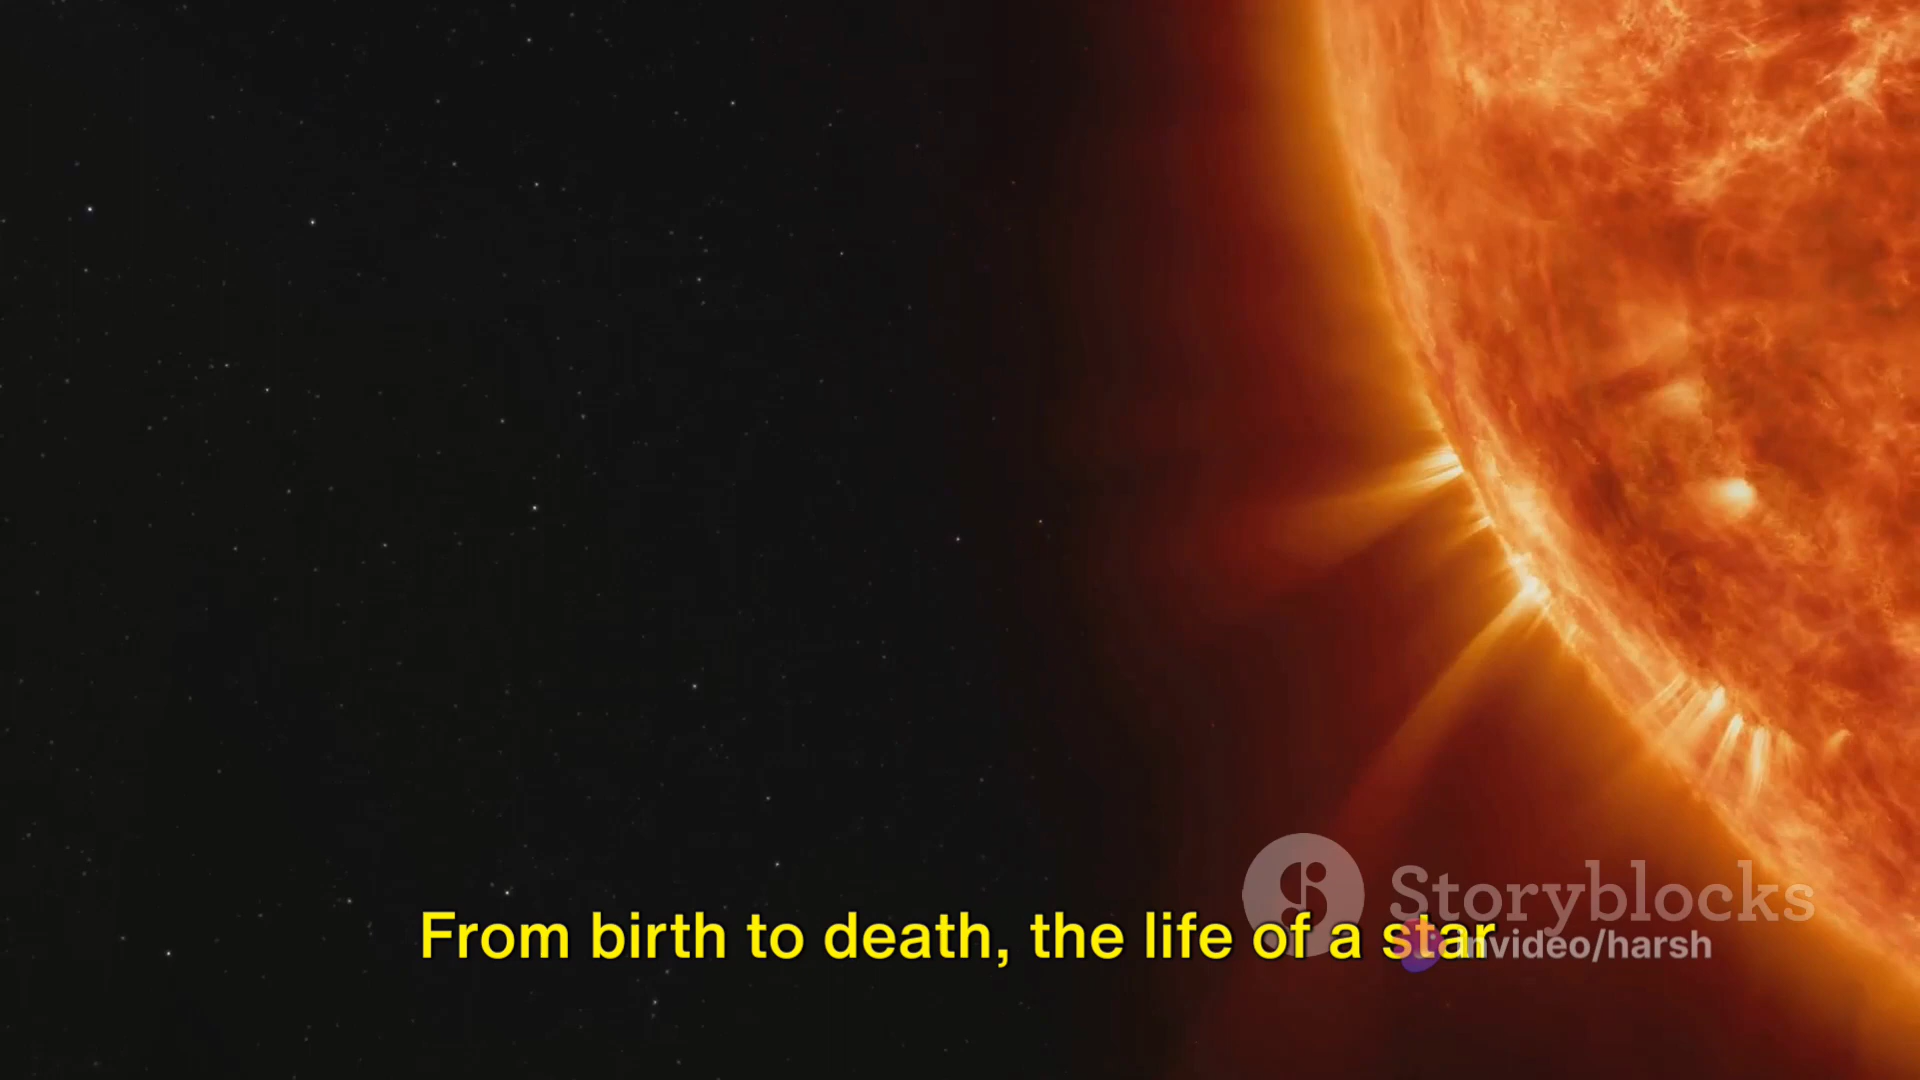 Storyblocks
From birth to death, the life of a star
invideo/harsh